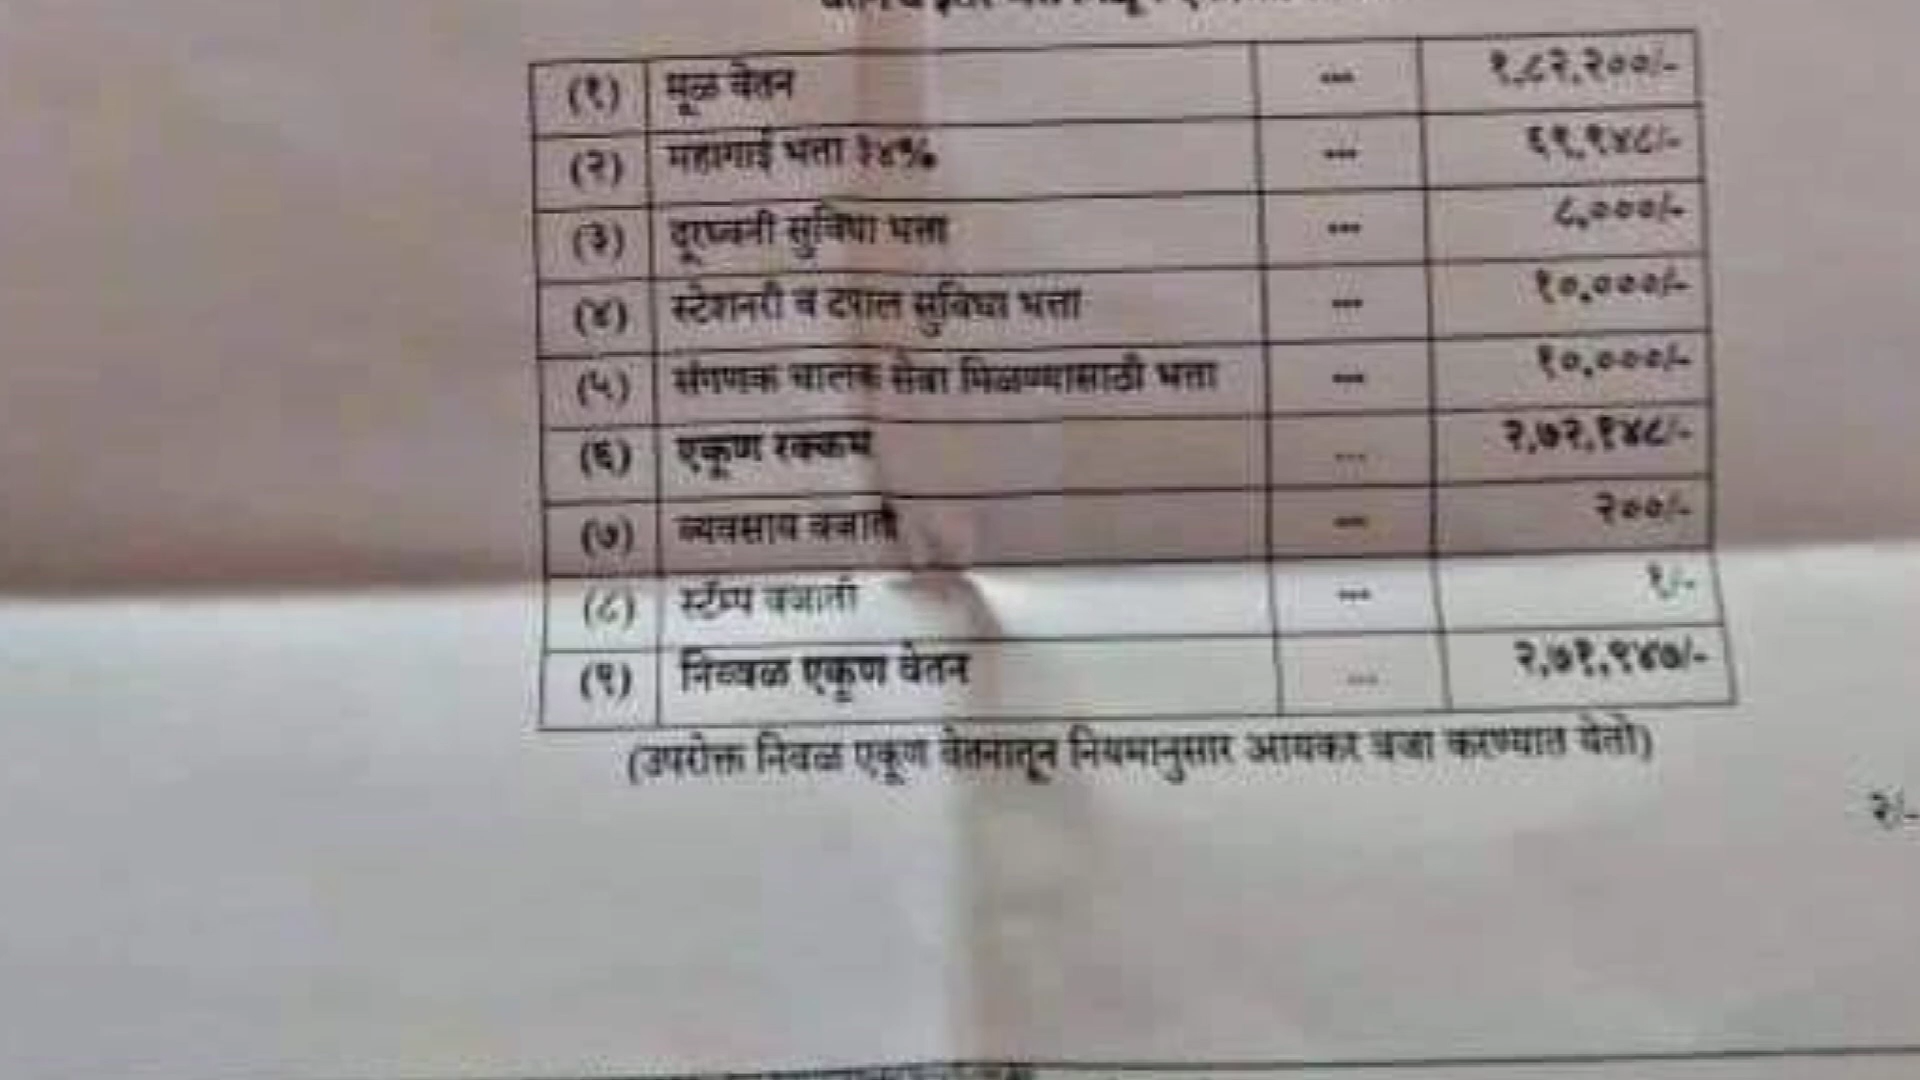 (१) मूळ वेतन --- १,८२,२००/-
(२) महागाई भत्ता ३४% --- ६१,९४८/-
(३) दूरध्वनी सुविधा भत्ता --- ८,०००/-
(४) स्टेशनरी व टपाल सुविधा भत्ता --- १०,०००/-
(५) संगणक चालक सेवा मिळण्यासाठी भत्ता --- १०,०००/-
(६) एकूण रक्कम --- २,७२,१४८/-
(७) व्यवसाय वजाती --- २००/-
(८) स्टॅम्प वजाती --- १/-
(९) निव्वळ एकूण वेतन --- २,७१,९४७/-
(उपरोक्त निवळ एकूण वेतनातून नियमानुसार आयकर वजा करण्यात येतो)
२/-